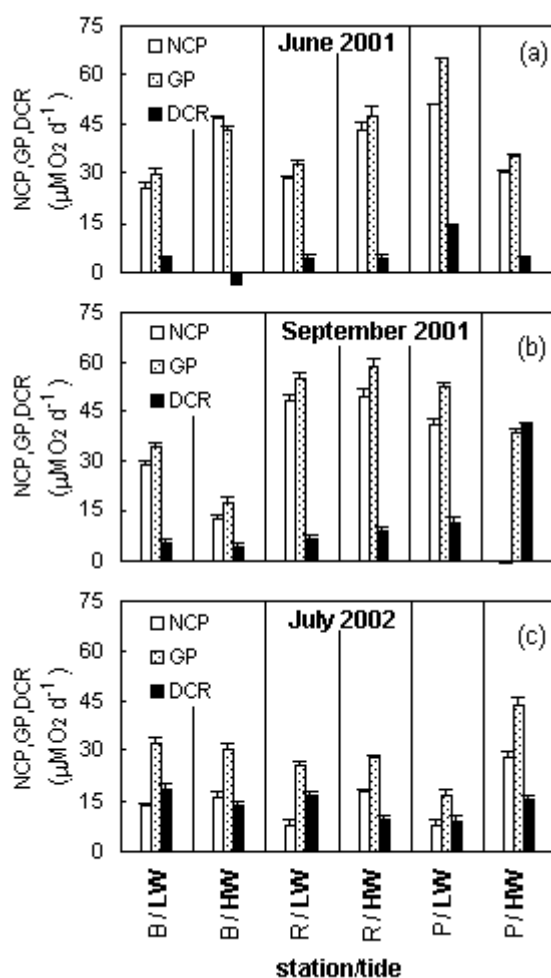 June 2001
(a)
NCP
GP
DCR
NCP,GP,DCR
(μM O2 d-1)
75
60
45
30
15
0
September 2001
(b)
NCP
GP
DCR
NCP,GP,DCR
(μM O2 d-1)
75
60
45
30
15
0
July 2002
(c)
NCP
GP
DCR
NCP,GP,DCR
(μM O2 d-1)
75
60
45
30
15
0
B / LW
B / HW
R / LW
R / HW
P / LW
P / HW
station/tide